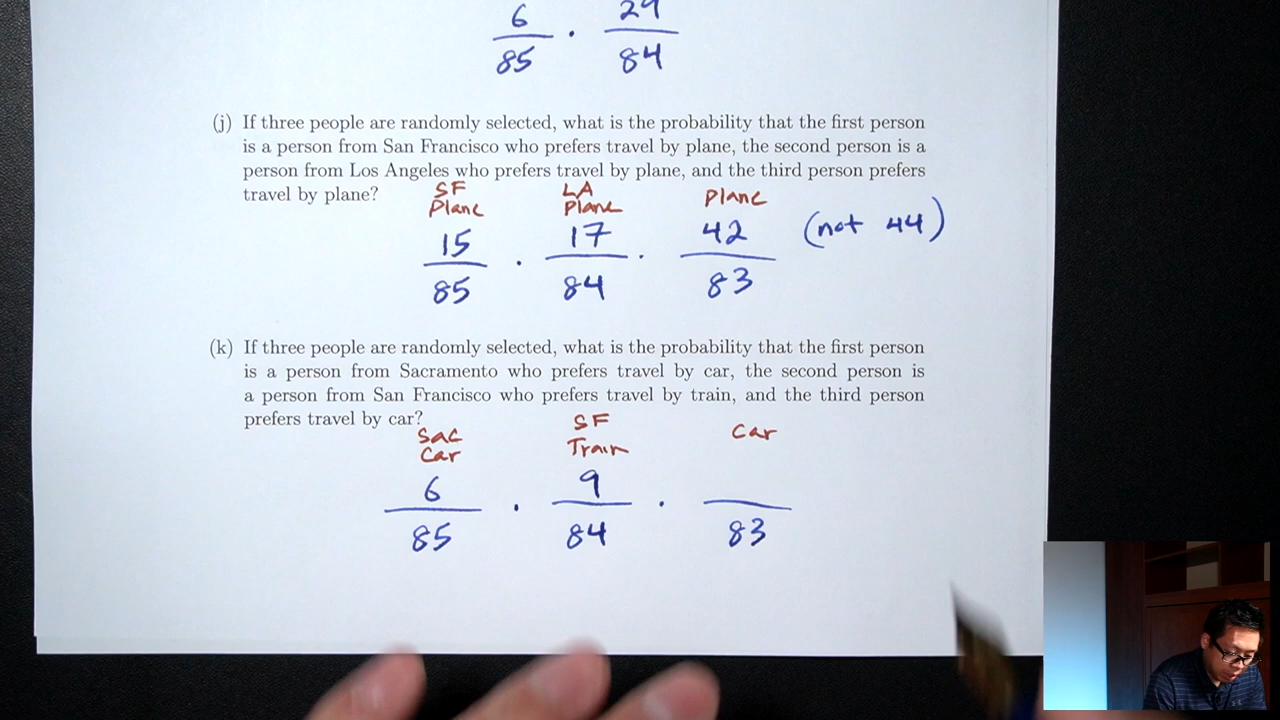 6 . 29
85 84
(j) If three people are randomly selected, what is the probability that the first person
is a person from San Francisco who prefers travel by plane, the second person is a
person from Los Angeles who prefers travel by plane, and the third person prefers
travel by plane?
SF LA Plane
Plane Plane
15 . 17 . 42 (not 44)
85 84 83
(k) If three people are randomly selected, what is the probability that the first person
is a person from Sacramento who prefers travel by car, the second person is
a person from San Francisco who prefers travel by train, and the third person
prefers travel by car?
Sac SF Car
Car Train
6 . 9 .
85 84 83